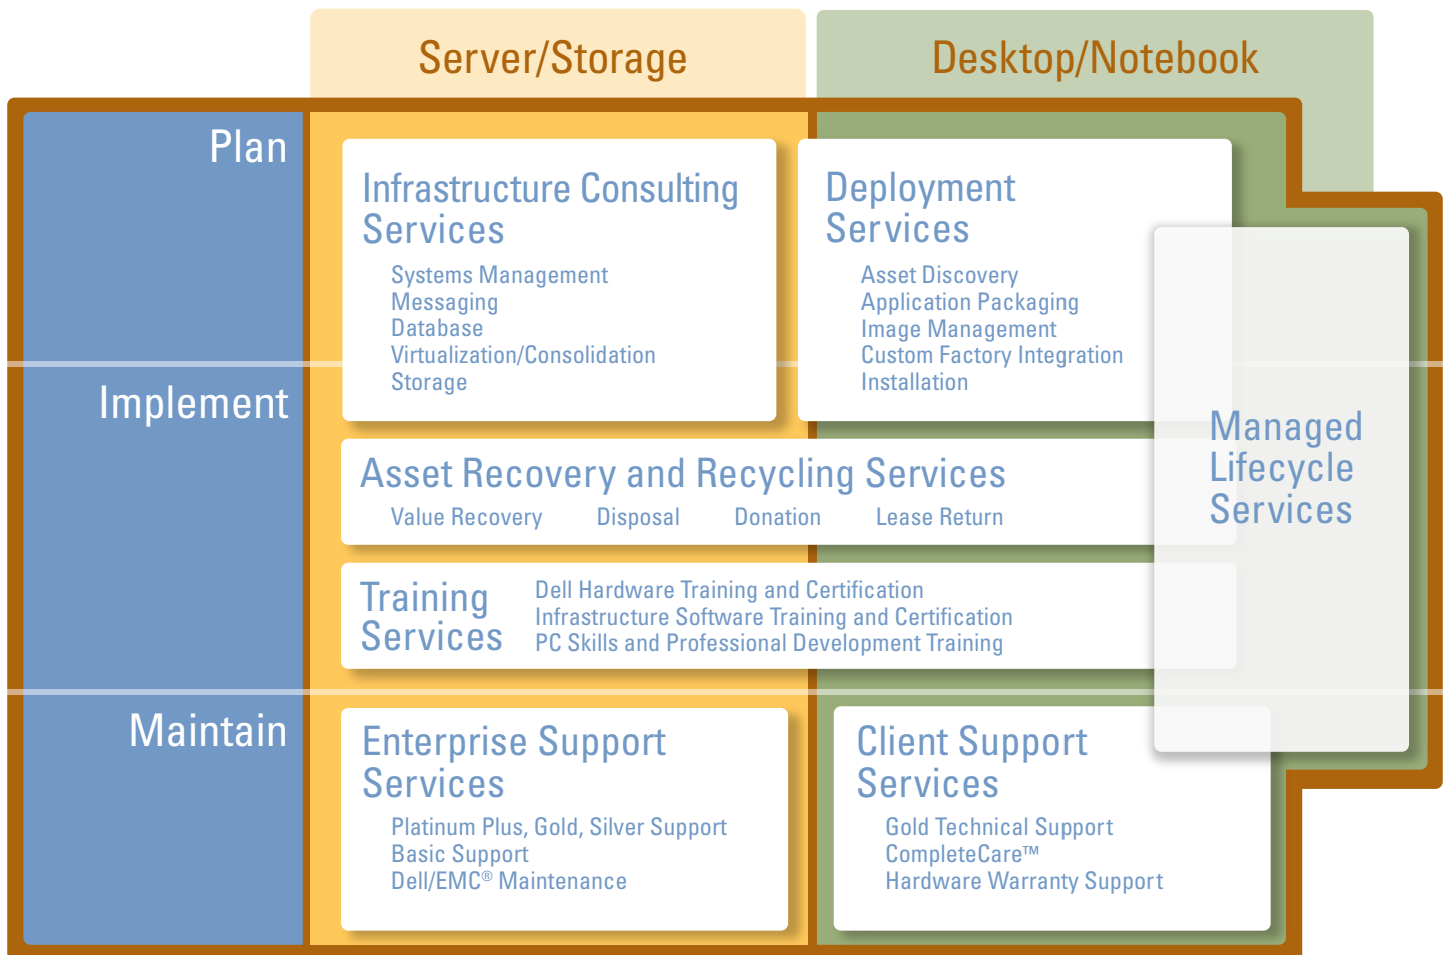 Server/Storage
Desktop/Notebook
Plan
Infrastructure Consulting
Services
Systems Management
Messaging
Database
Virtualization/Consolidation
Storage
Deployment
Services
Asset Discovery
Application Packaging
Image Management
Custom Factory Integration
Installation
Implement
Managed
Lifecycle
Services
Asset Recovery and Recycling Services
Value Recovery Disposal Donation Lease Return
Training
Services
Dell Hardware Training and Certification
Infrastructure Software Training and Certification
PC Skills and Professional Development Training
Maintain
Enterprise Support
Services
Platinum Plus, Gold, Silver Support
Basic Support
Dell/EMC® Maintenance
Client Support
Services
Gold Technical Support
CompleteCare™
Hardware Warranty Support